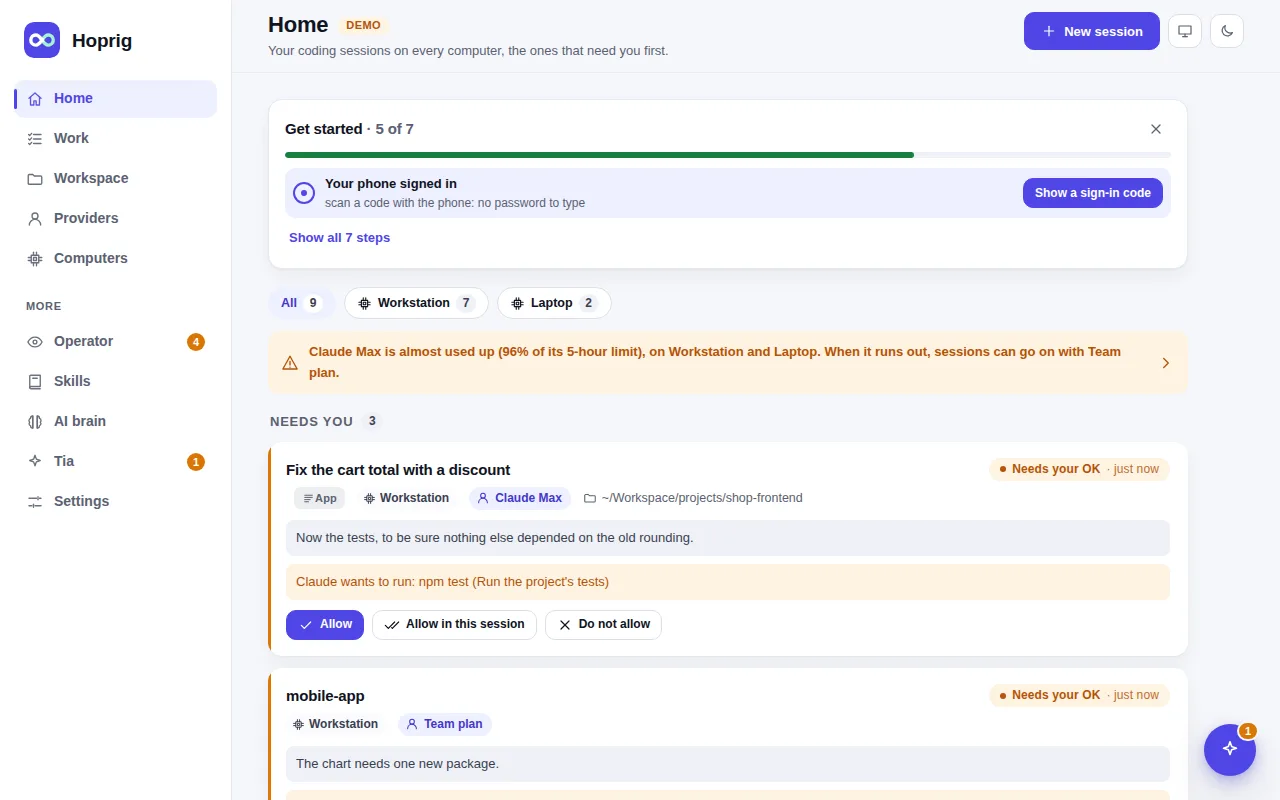 Hoprig
Home
Work
Workspace
Providers
Computers
MORE
Operator 4
Skills
AI brain
Tia 1
Settings
Home DEMO
Your coding sessions on every computer, the ones that need you first.
New session
Get started · 5 of 7
Your phone signed in
scan a code with the phone: no password to type
Show a sign-in code
Show all 7 steps
All 9 Workstation 7 Laptop 2
Claude Max is almost used up (96% of its 5-hour limit), on Workstation and Laptop. When it runs out, sessions can go on with Team
plan.
NEEDS YOU 3
Fix the cart total with a discount Needs your OK · just now
App Workstation Claude Max ~/Workspace/projects/shop-frontend
Now the tests, to be sure nothing else depended on the old rounding.
Claude wants to run: npm test (Run the project's tests)
Allow Allow in this session Do not allow
mobile-app Needs your OK · just now
Workstation Team plan
The chart needs one new package.
1